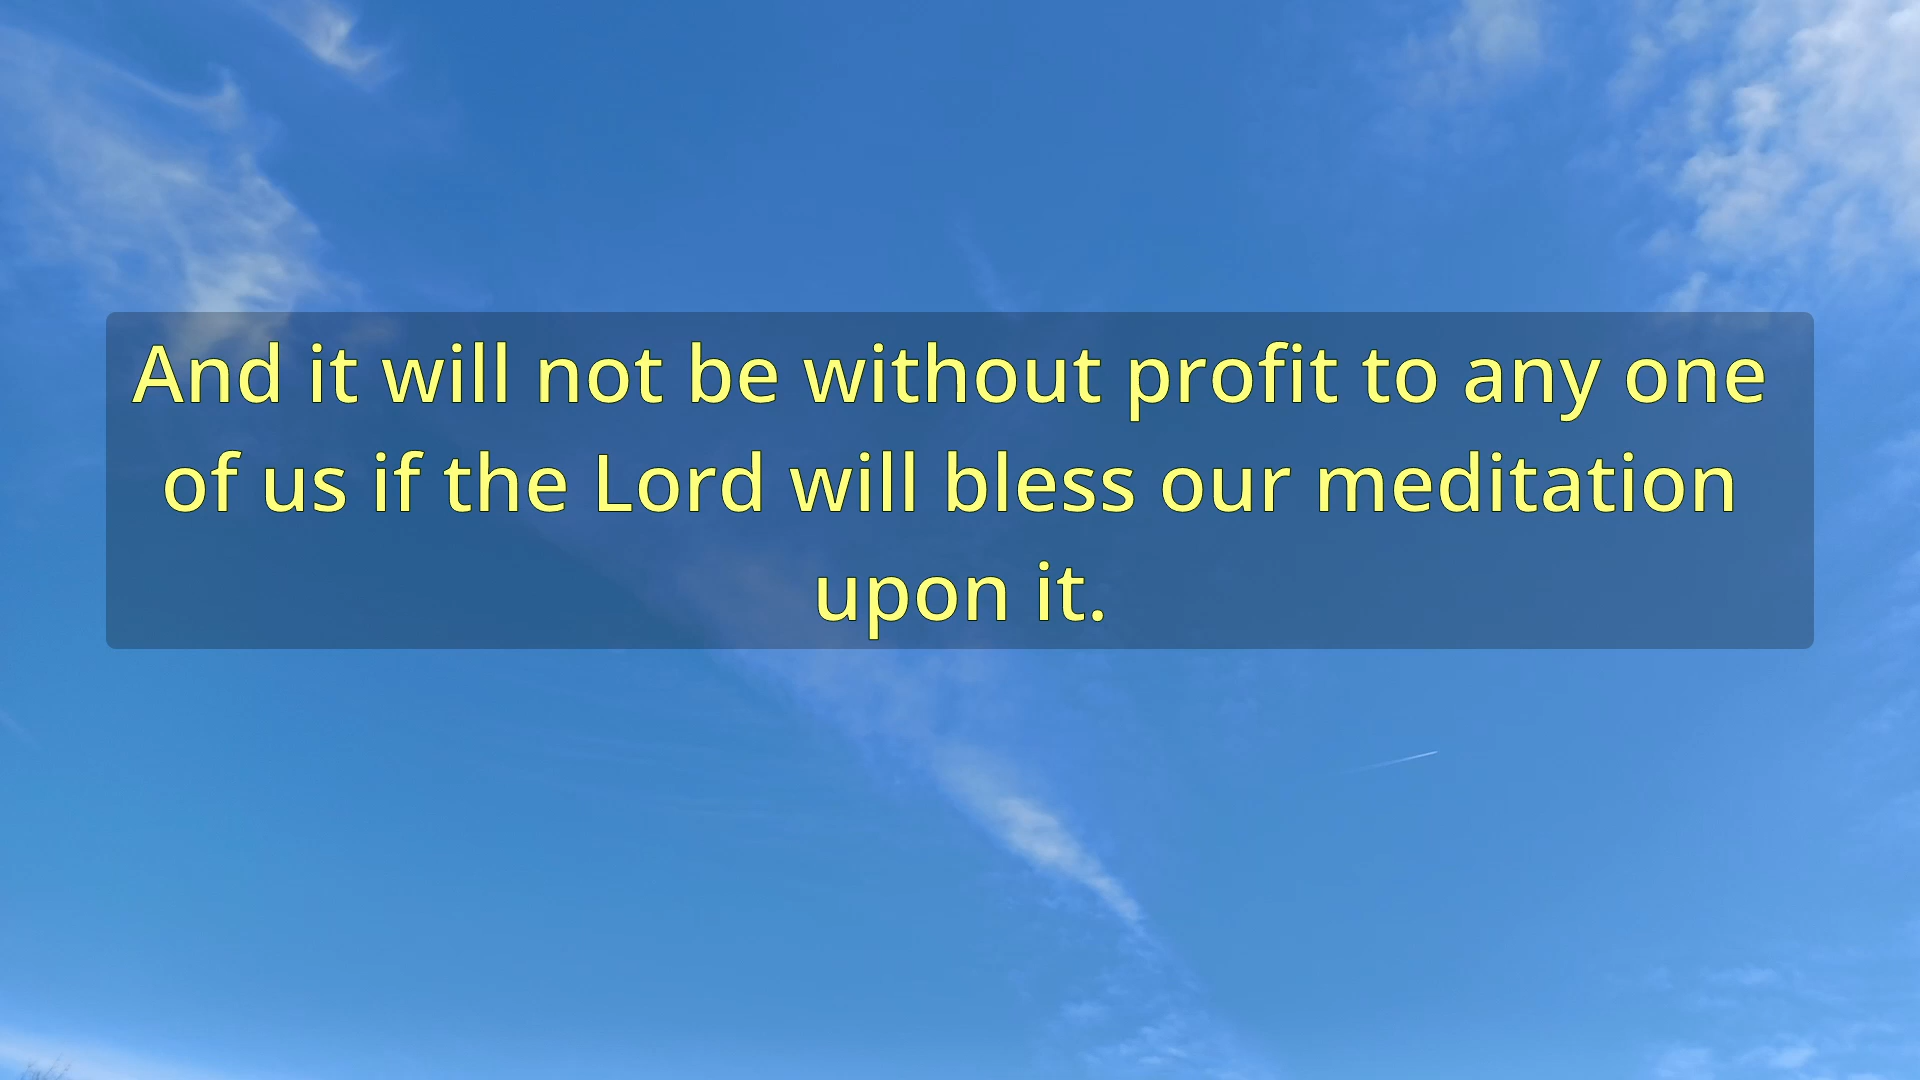 And it will not be without profit to any one
of us if the Lord will bless our meditation
upon it.